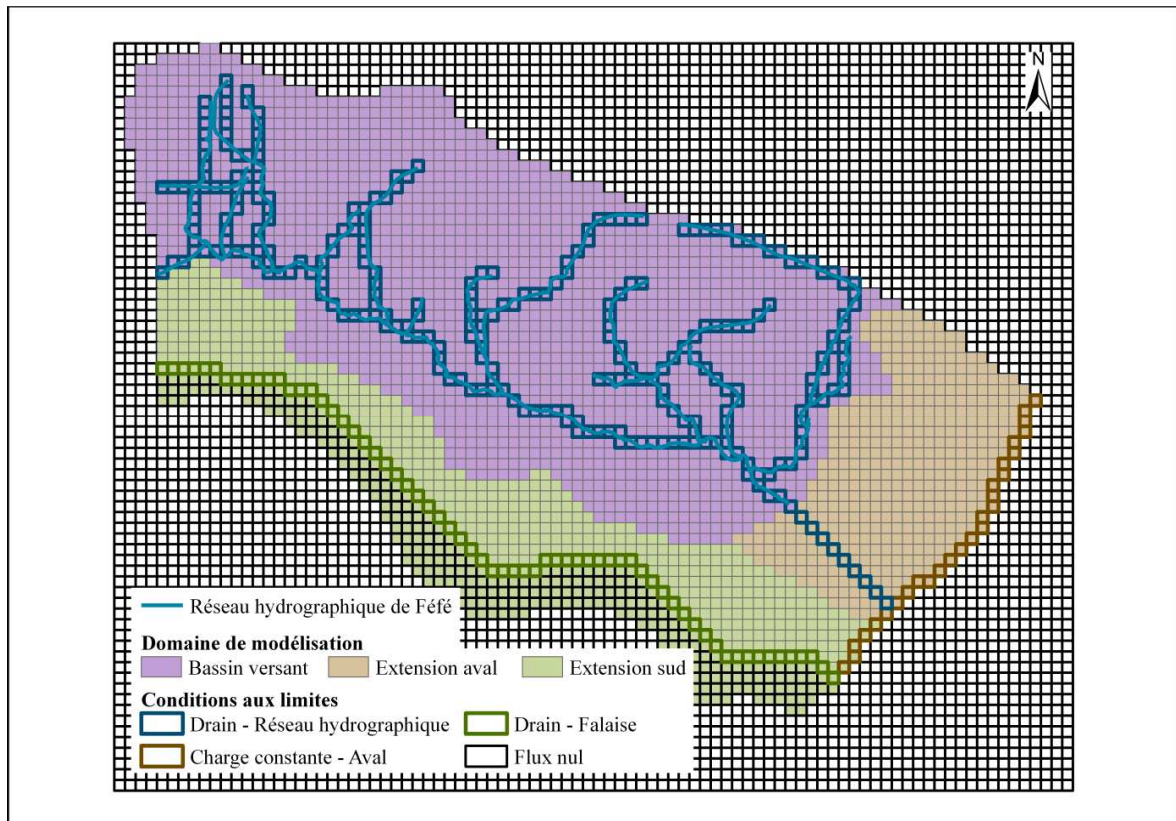 N
Réseau hydrographique de Féfé
Domaine de modélisation
Bassin versant Extension aval Extension sud
Conditions aux limites
Drain - Réseau hydrographique Drain - Falaise
Charge constante - Aval Flux nul